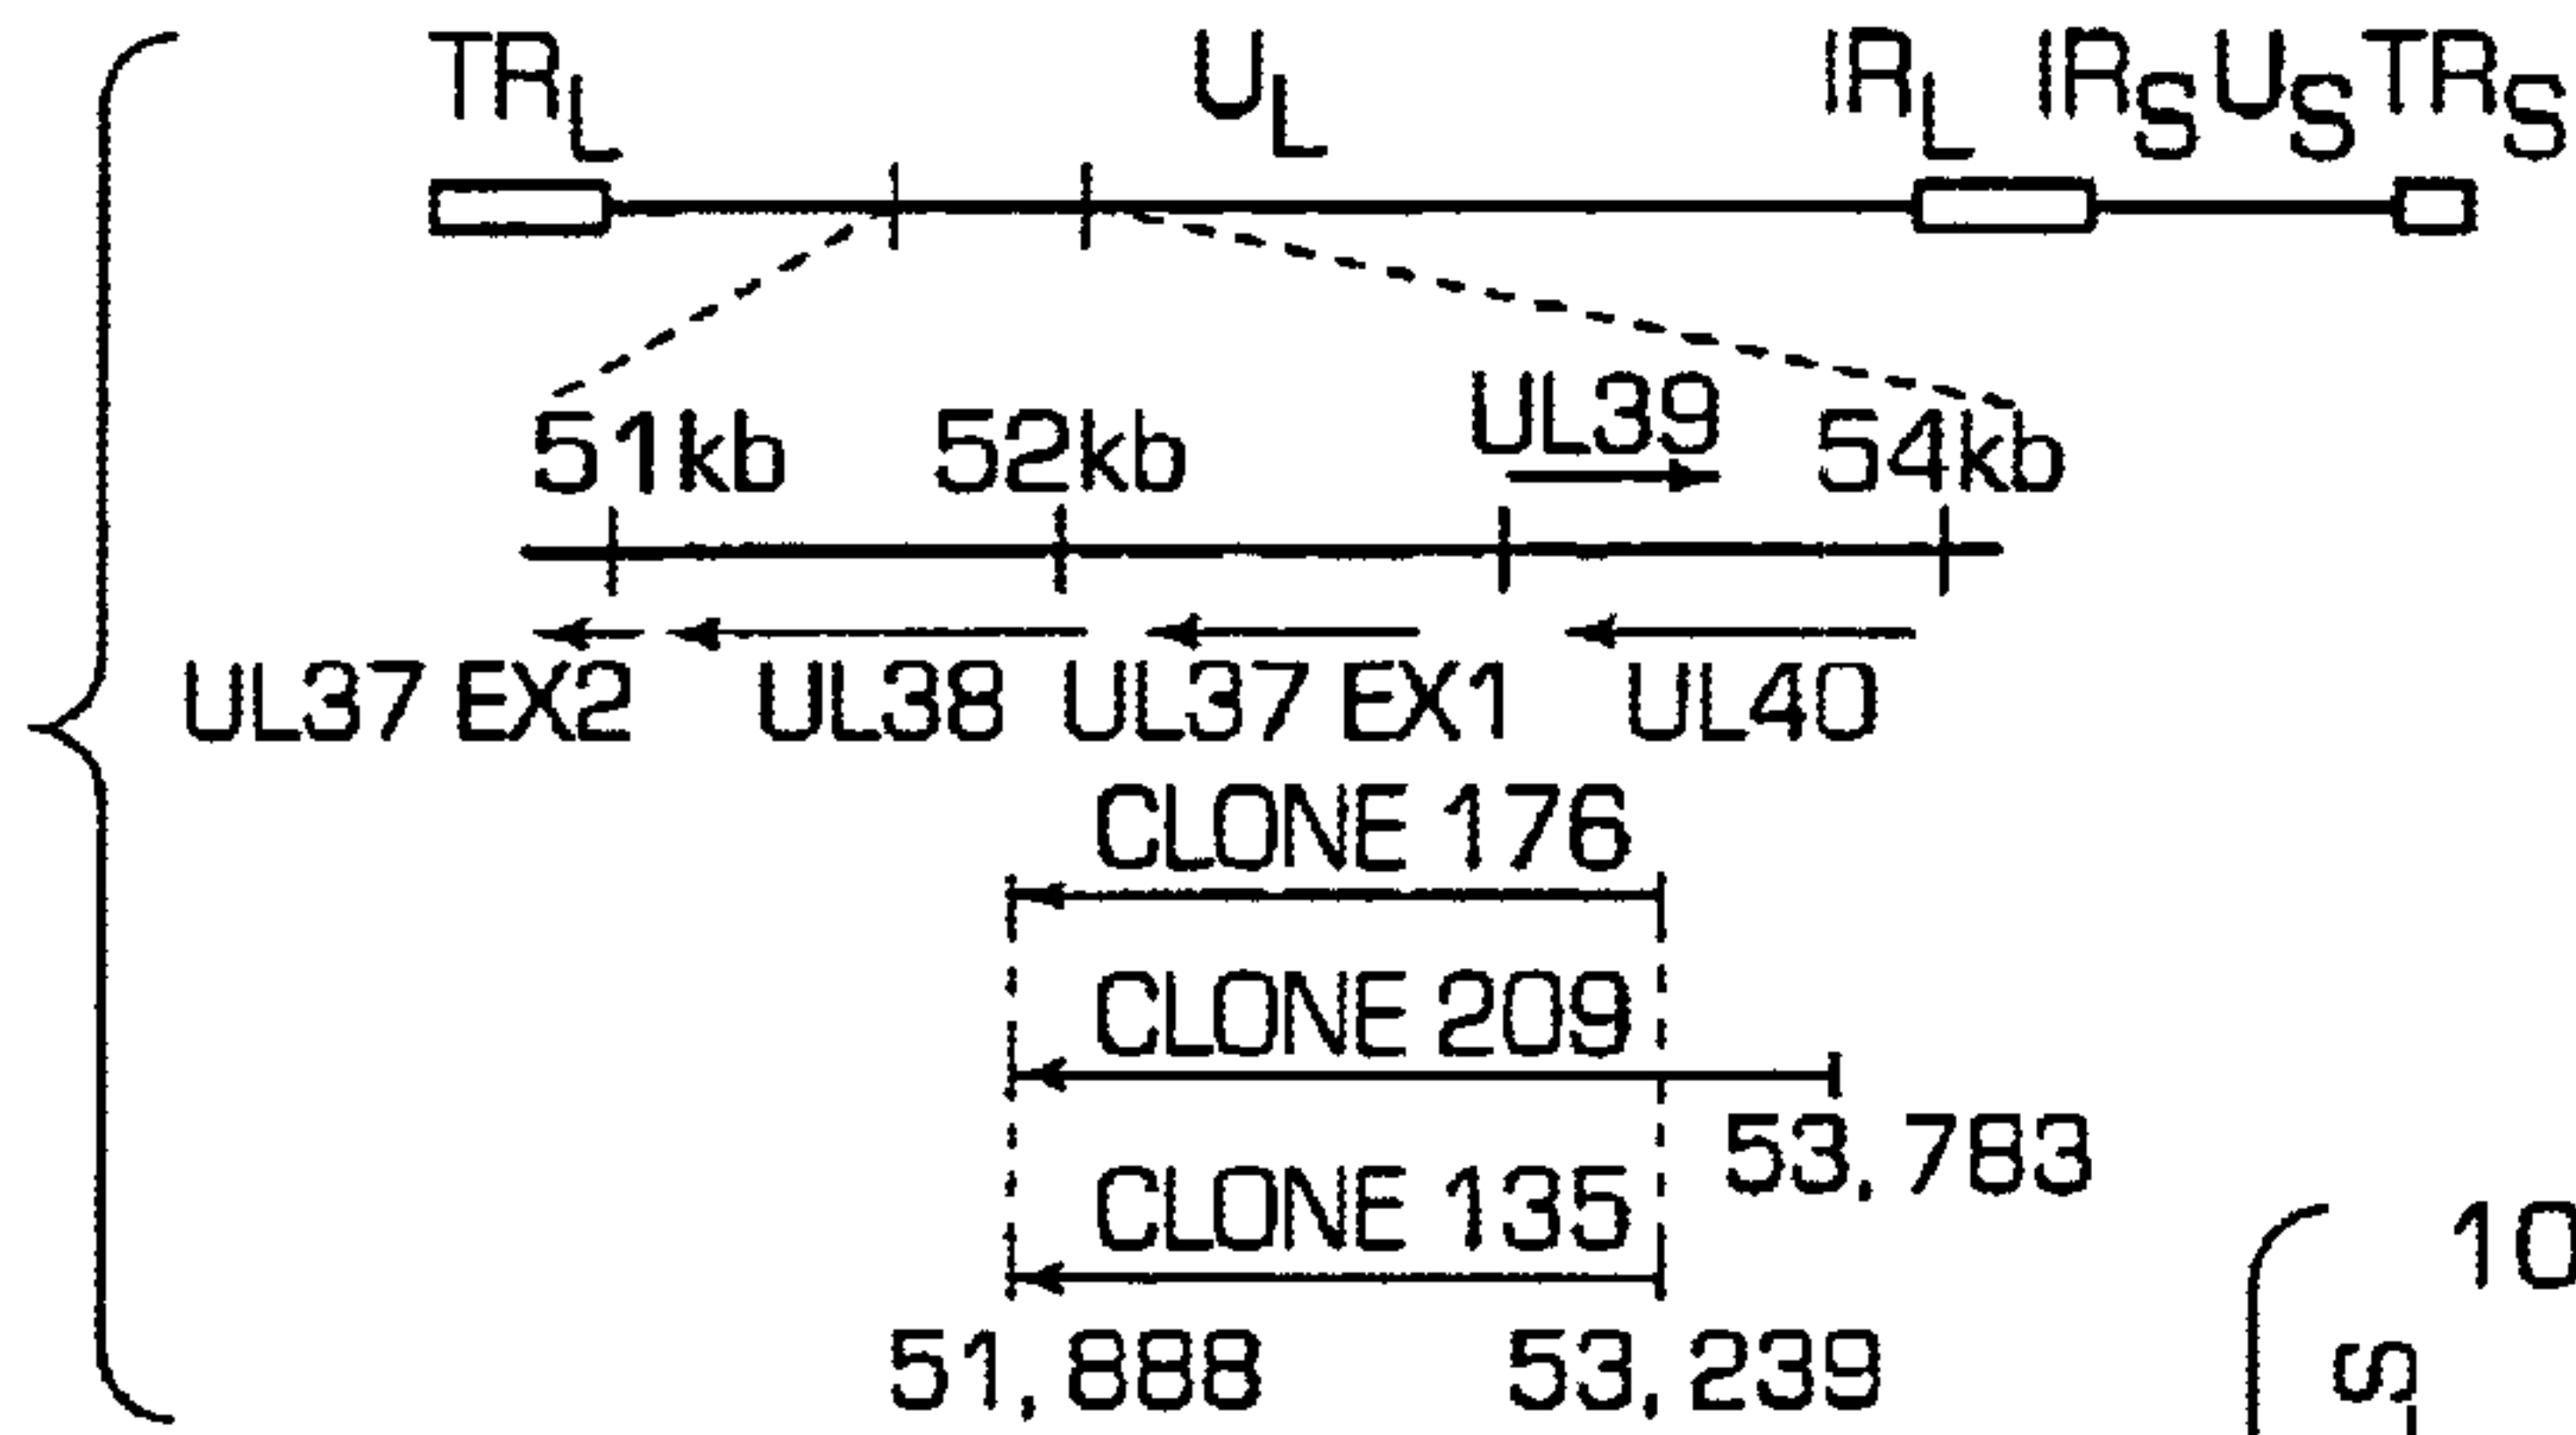 TRL UL IRL IRS US TRS
UL39
51kb 52kb 54kb
UL37 EX2 UL38 UL37 EX1 UL40
CLONE 176
CLONE 209
53,783
CLONE 135
10
51,888 53,239